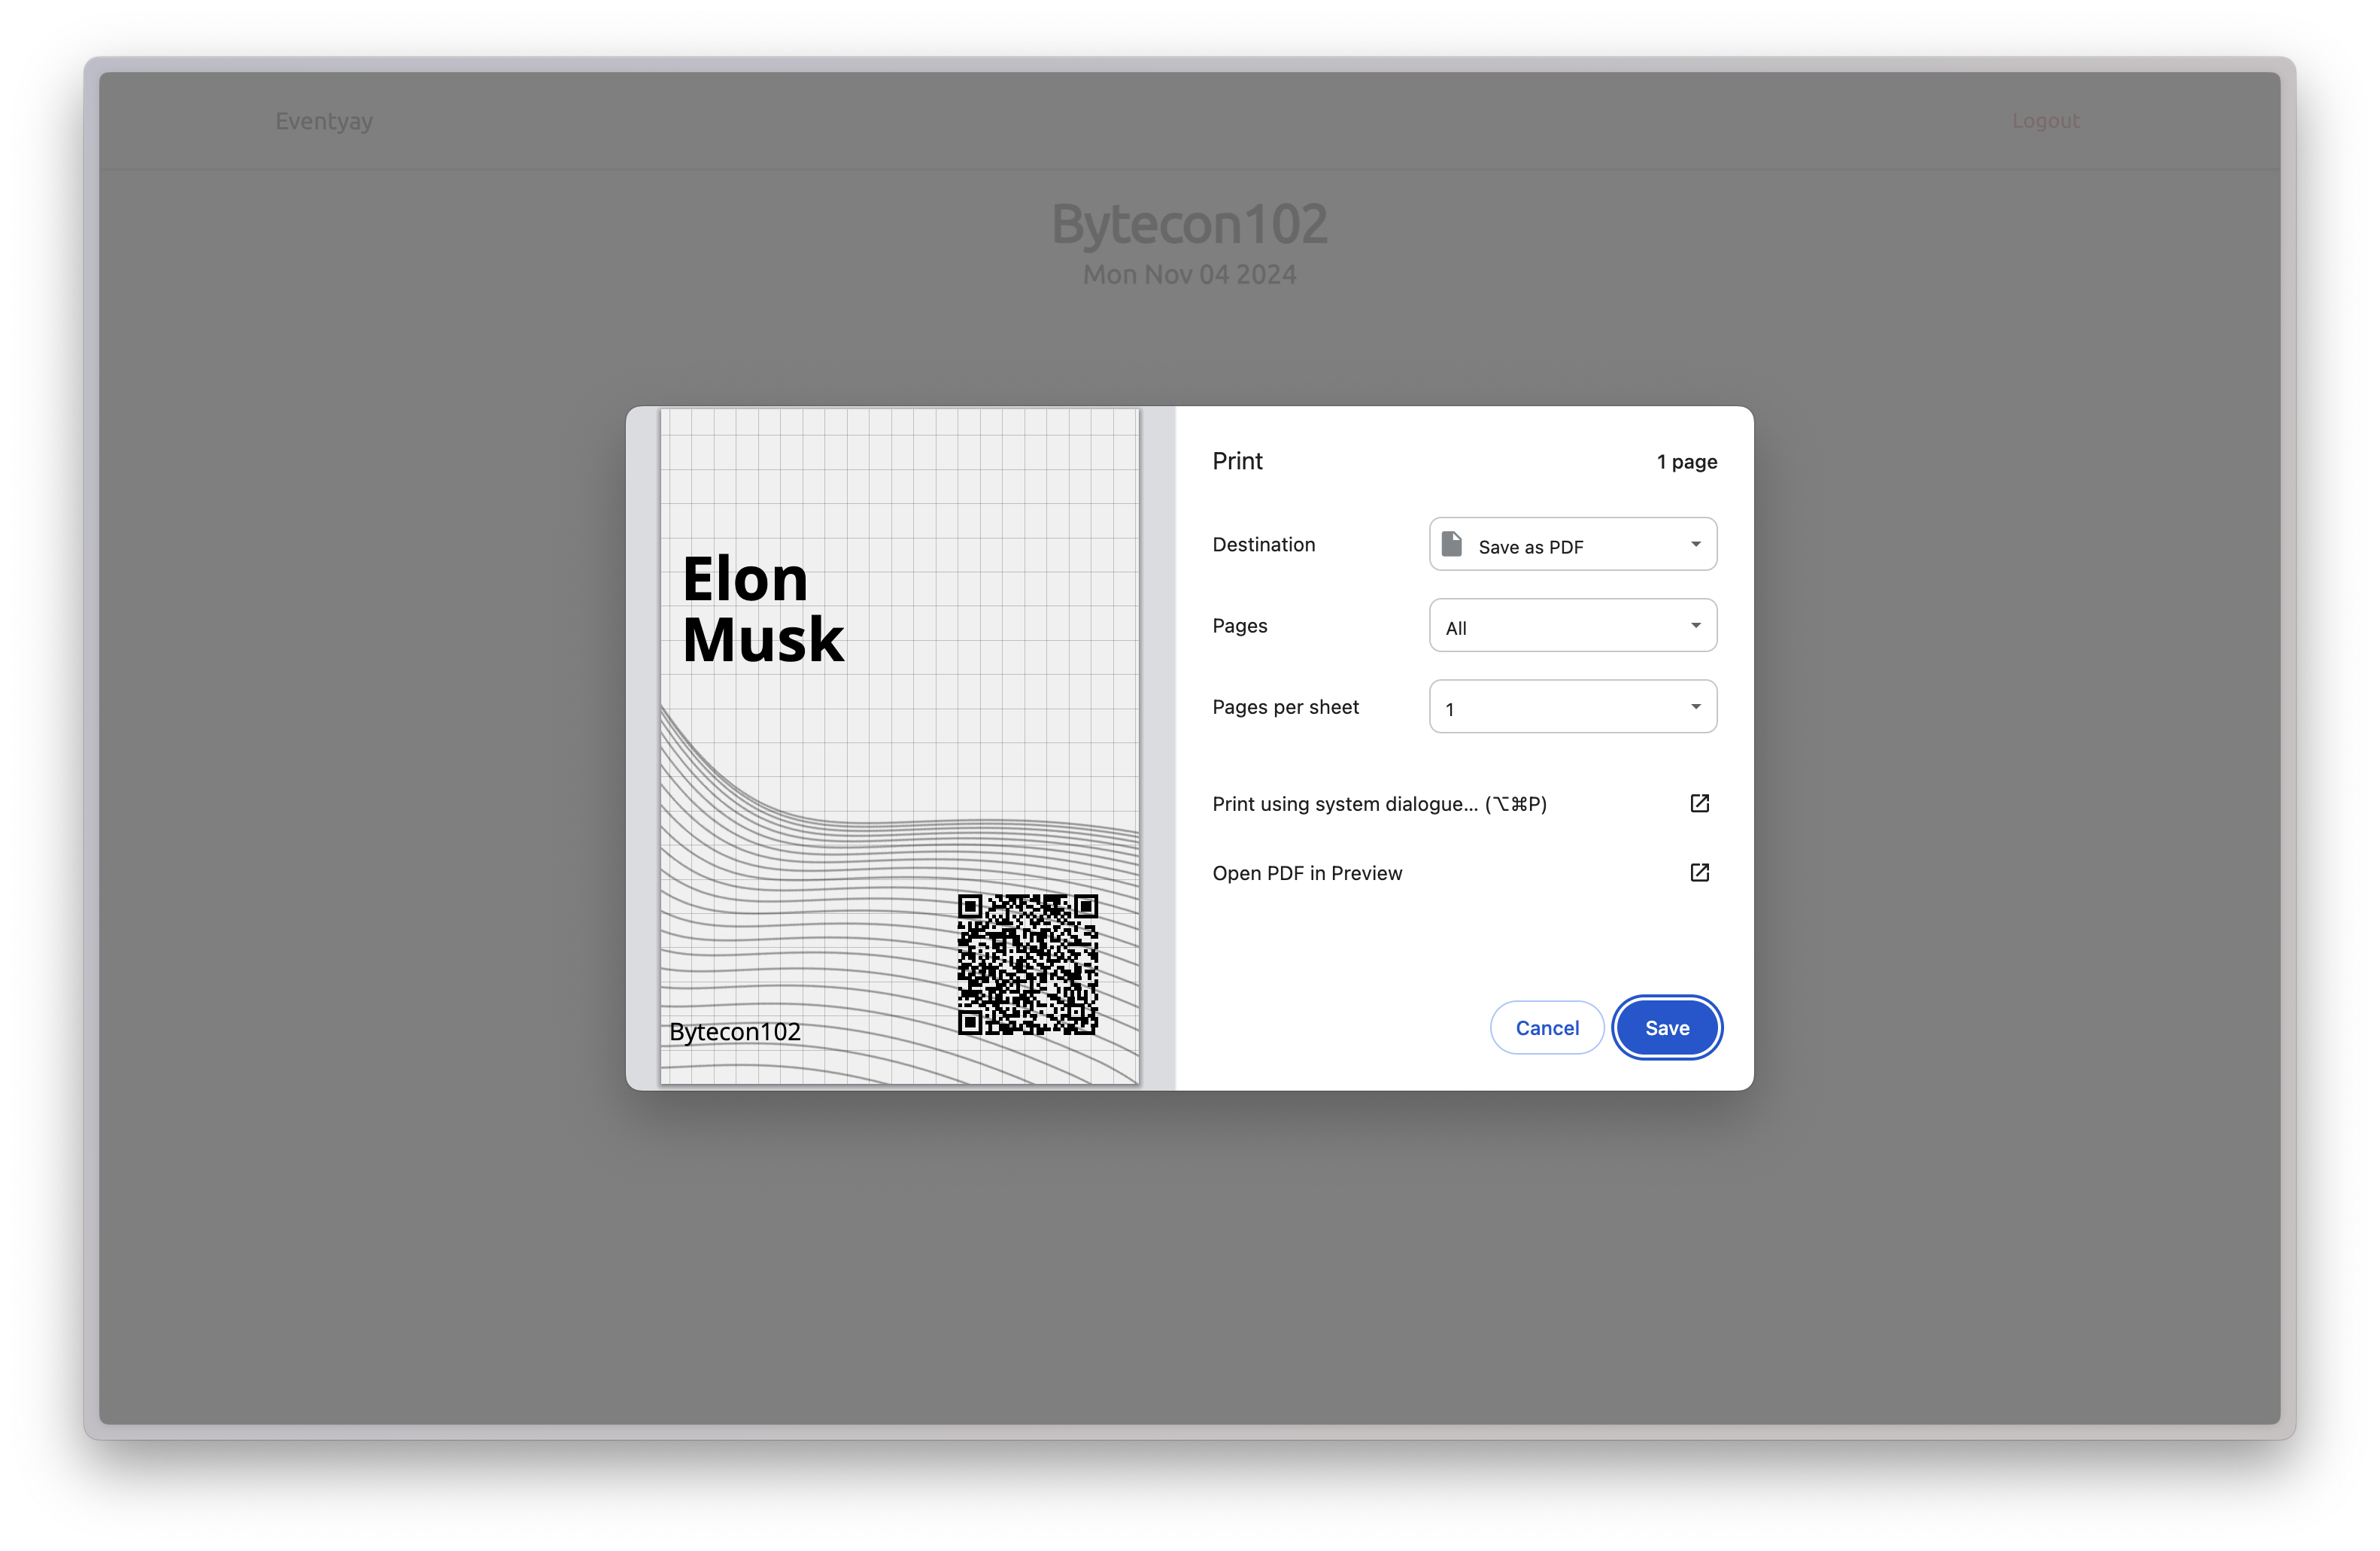 Eventyay
Logout
Bytecon102
Mon Nov 04 2024
Elon
Musk
Bytecon102
Print
1 page
Destination
Save as PDF
Pages
All
Pages per sheet
1
Print using system dialogue... (⌥⌘P)
Open PDF in Preview
Cancel
Save